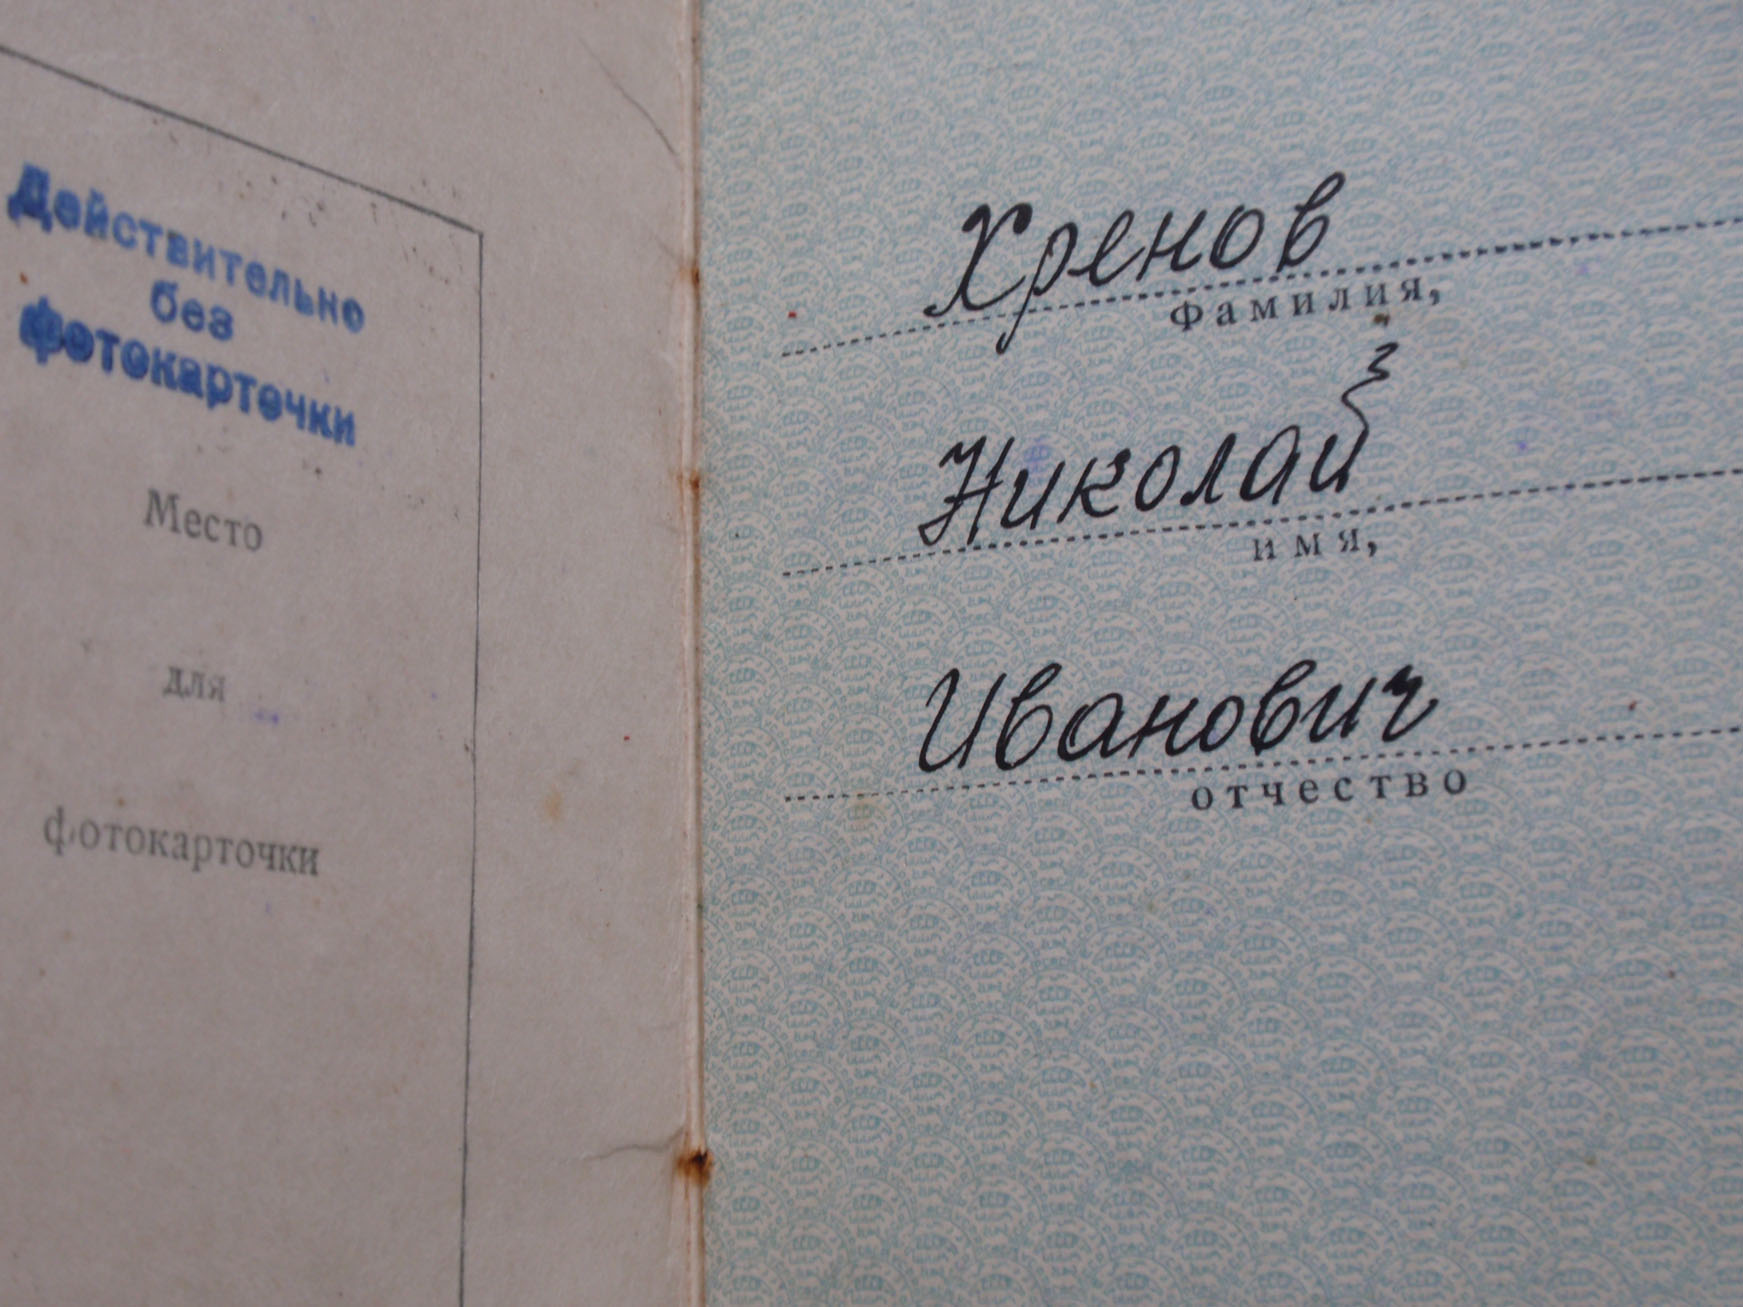 Действительно
без
фотокарточки
Место
для
фотокарточки
Хренов
фамилия,
Николай
имя,
Иванович
отчество